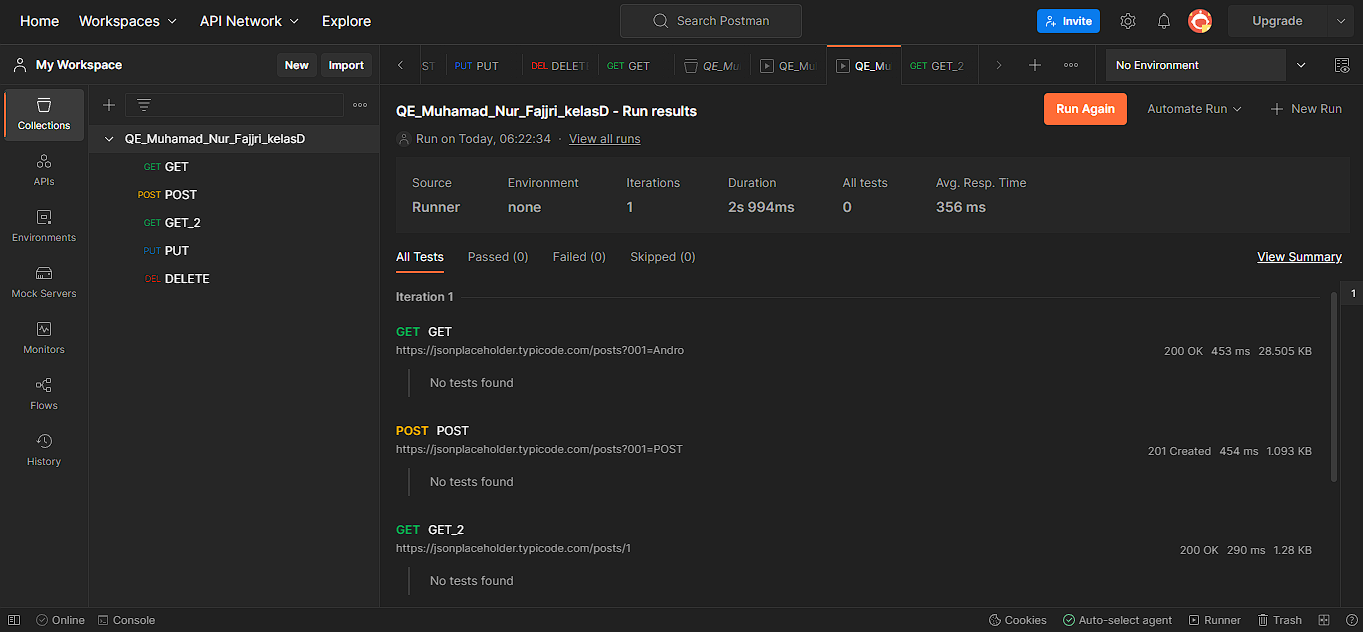 Home Workspaces API Network Explore Search Postman Invite Upgrade
My Workspace New Import ST PUT PUT DEL DELET GET GET QE_Mu QE_Mu QE_Mu GET GET_2 No Environment
Collections
APIs
Environments
Mock Servers
Monitors
Flows
History
QE_Muhamad_Nur_Fajjri_kelasD
GET GET
POST POST
GET GET_2
PUT PUT
DEL DELETE
QE_Muhamad_Nur_Fajjri_kelasD - Run results Run Again Automate Run New Run
Run on Today, 06:22:34 · View all runs
Source Environment Iterations Duration All tests Avg. Resp. Time
Runner none 1 2s 994ms 0 356 ms
All Tests Passed (0) Failed (0) Skipped (0) View Summary
Iteration 1 1
GET GET
https://jsonplaceholder.typicode.com/posts?001=Andro 200 OK 453 ms 28.505 KB
No tests found
POST POST
https://jsonplaceholder.typicode.com/posts?001=POST 201 Created 454 ms 1.093 KB
No tests found
GET GET_2
https://jsonplaceholder.typicode.com/posts/1 200 OK 290 ms 1.28 KB
No tests found
Online Console Cookies Auto-select agent Runner Trash